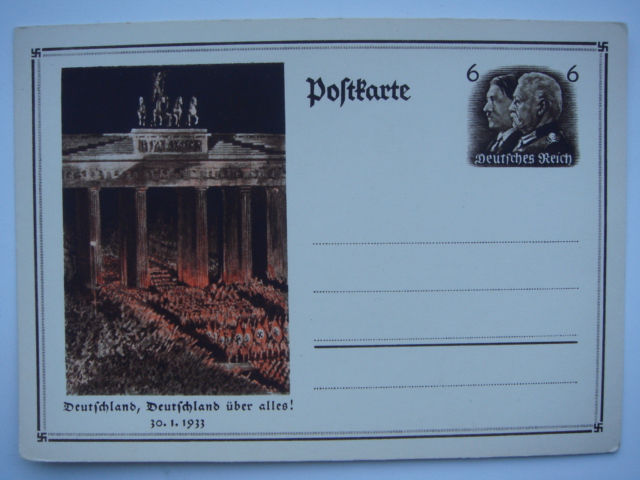 Postkarte
6 6
Deutsches Reich
Deutschland, Deutschland über alles!
30. 1. 1933